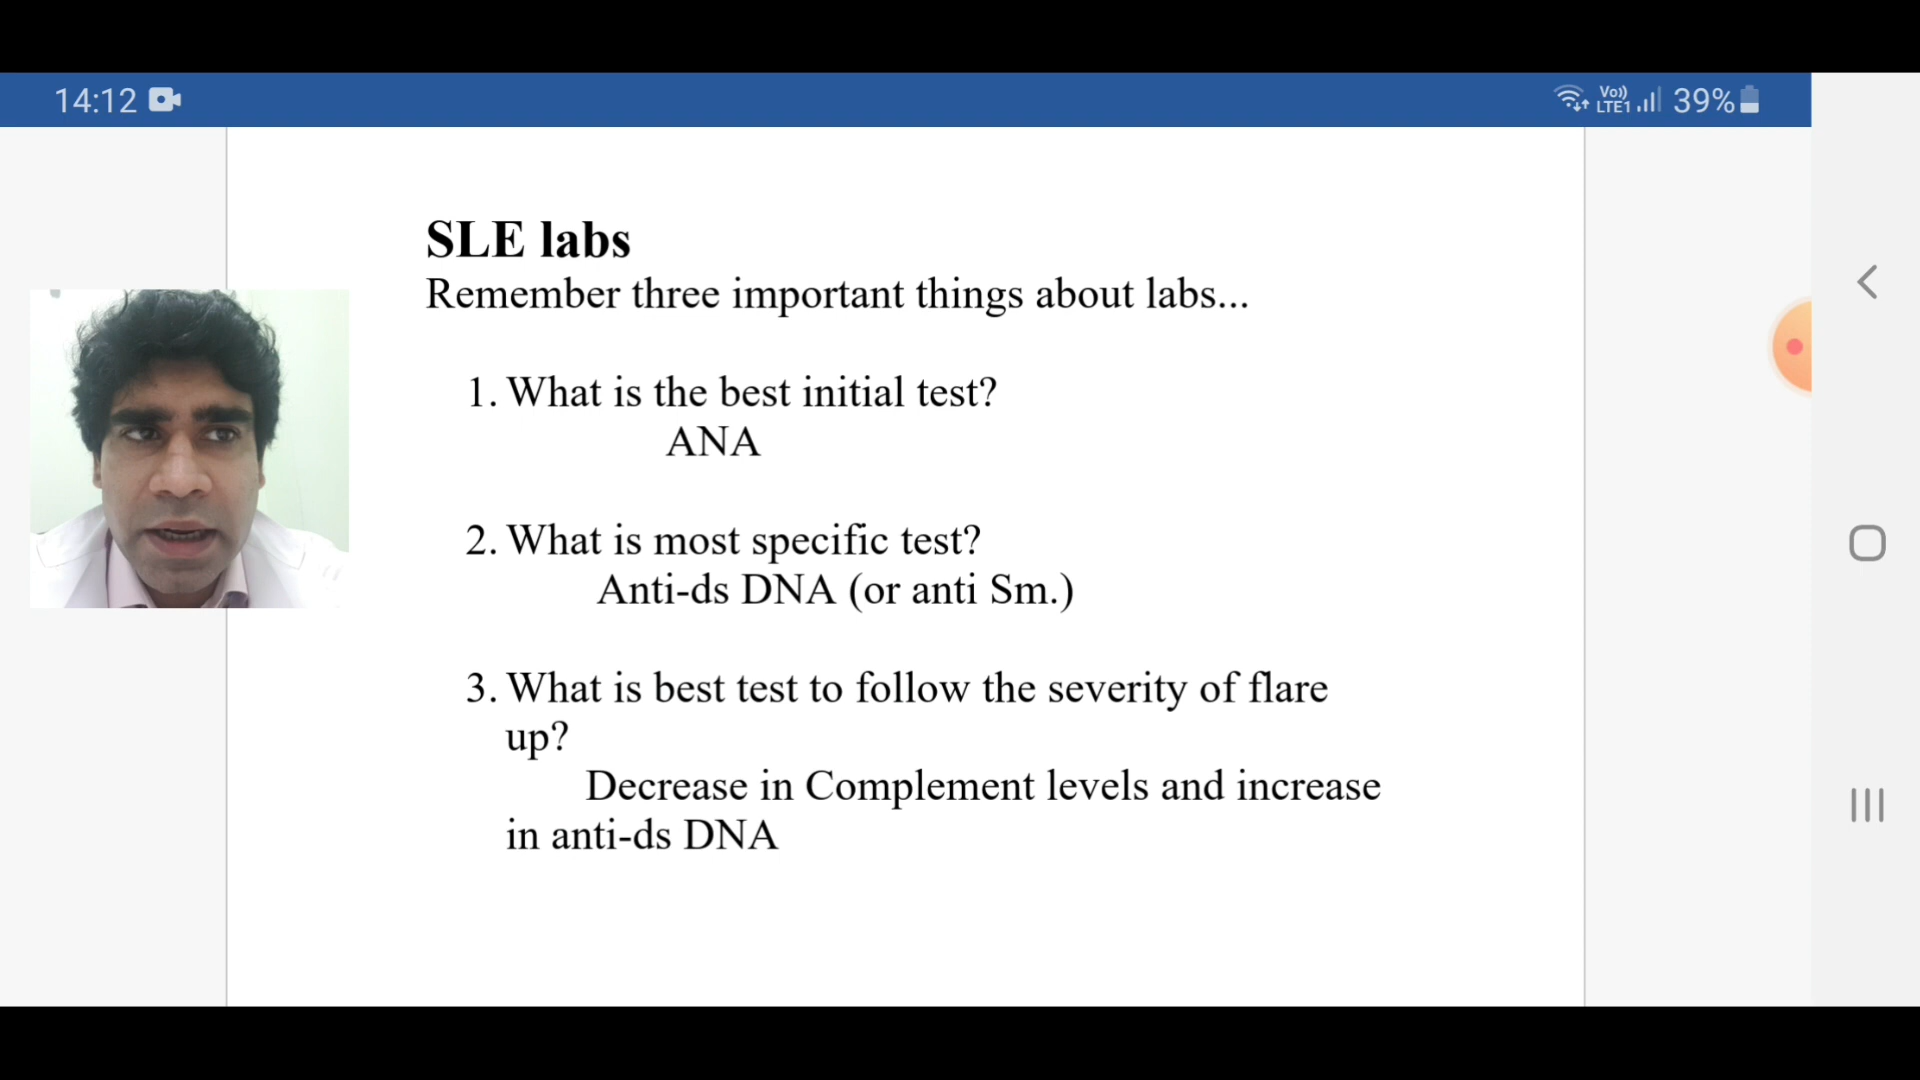 14:12
Vo))
LTE1
39%
SLE labs
Remember three important things about labs...
1. What is the best initial test?
ANA
2. What is most specific test?
Anti-ds DNA (or anti Sm.)
3. What is best test to follow the severity of flare
up?
Decrease in Complement levels and increase
in anti-ds DNA